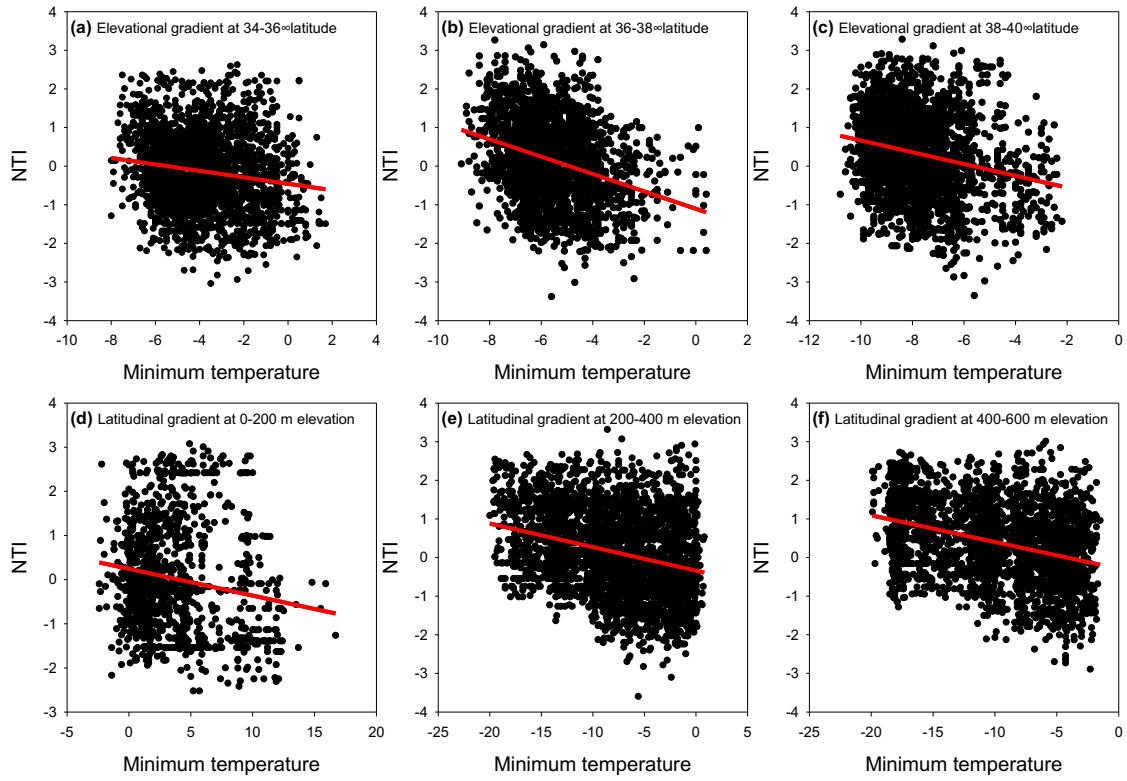 (a) Elevational gradient at 34-36∞latitude
4
3
2
1
0
-1
-2
-3
-4
NTI
-10 -8 -6 -4 -2 0 2 4
Minimum temperature
(b) Elevational gradient at 36-38∞latitude
4
3
2
1
0
-1
-2
-3
-4
NTI
-10 -8 -6 -4 -2 0 2
Minimum temperature
(c) Elevational gradient at 38-40∞latitude
4
3
2
1
0
-1
-2
-3
-4
NTI
-12 -10 -8 -6 -4 -2 0
Minimum temperature
(d) Latitudinal gradient at 0-200 m elevation
4
3
2
1
0
-1
-2
-3
NTI
-5 0 5 10 15 20
Minimum temperature
(e) Latitudinal gradient at 200-400 m elevation
4
3
2
1
0
-1
-2
-3
-4
NTI
-25 -20 -15 -10 -5 0 5
Minimum temperature
(f) Latitudinal gradient at 400-600 m elevation
4
3
2
1
0
-1
-2
-3
-4
NTI
-25 -20 -15 -10 -5 0
Minimum temperature